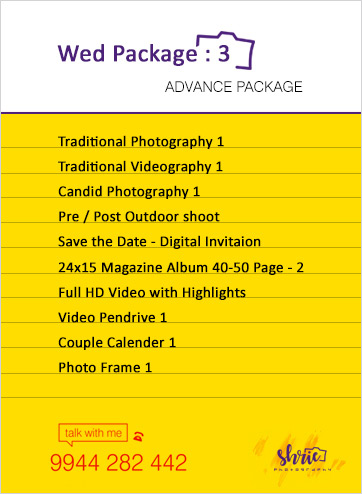 Wed Package : 3
ADVANCE PACKAGE
Traditional Photography 1
Traditional Videography 1
Candid Photography 1
Pre / Post Outdoor shoot
Save the Date - Digital Invitaion
24x15 Magazine Album 40-50 Page - 2
Full HD Video with Highlights
Video Pendrive 1
Couple Calender 1
Photo Frame 1
talk with me
9944 282 442
Shrie
PHOTOGRAPHY